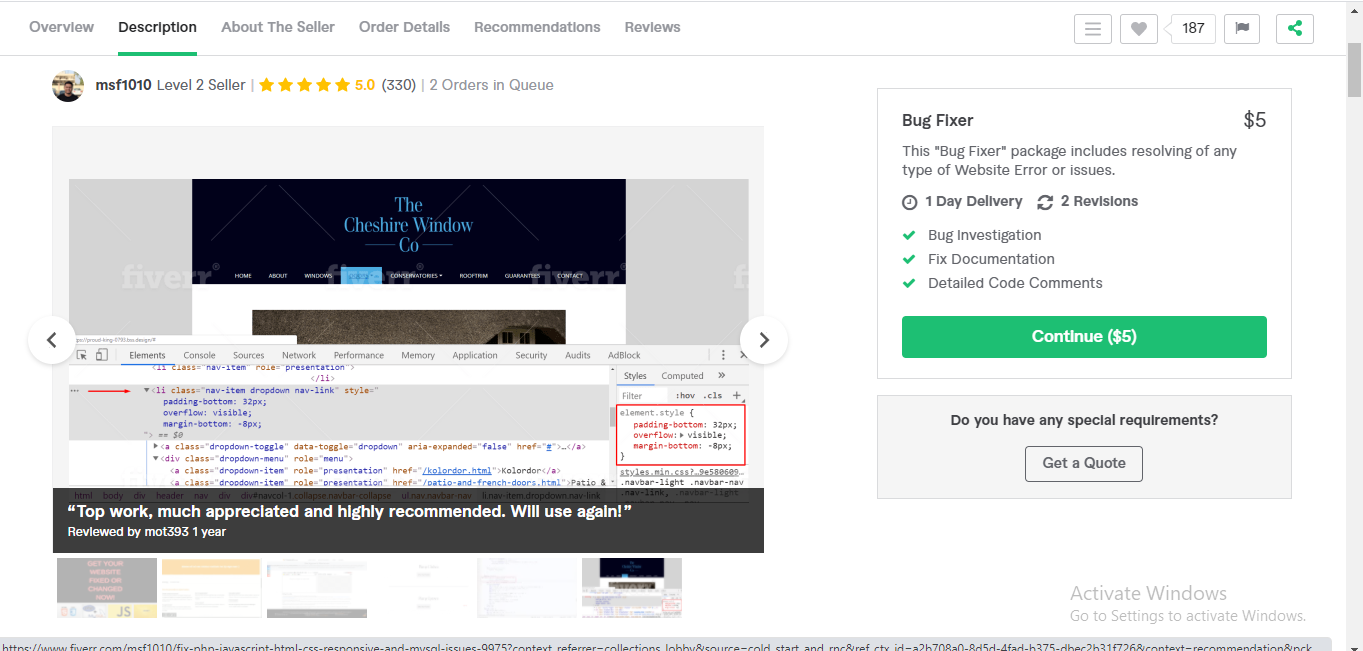 Overview Description About The Seller Order Details Recommendations Reviews
187
msf1010 Level 2 Seller | 5.0 (330) | 2 Orders in Queue
The
Cheshire Window
Co
HOME ABOUT WINDOWS CONSERVATORIES ROOFTRIM GUARANTEES CONTACT
fiverr fiverr fiverr
Elements Console Sources Network Performance Memory Application Security Audits AdBlock
<li class="nav-item" role="presentation">
</li>
<li class="nav-item dropdown nav-link" style="
padding-bottom: 32px;
overflow: visible;
margin-bottom: -8px;
"> == $0
<a class="dropdown-toggle" data-toggle="dropdown" aria-expanded="false" href="#">…</a>
<div class="dropdown-menu" role="menu">
<a class="dropdown-item" role="presentation" href="/kolordor.html">Kolordor</a>
<a class="dropdown-item" role="presentation" href="/patio-and-french-doors.html">Patio &
html body div header nav div div#navcol-1.collapse.navbar-collapse ul.nav.navbar-nav li.nav-item.dropdown.nav-link
Styles Computed »
Filter :hov .cls +
element.style {
padding-bottom: 32px;
overflow: visible;
margin-bottom: -8px;
}
styles.min.css?…9e580609…
.navbar-light .navbar-nav
.nav-link, .navbar-light
“Top work, much appreciated and highly recommended. Will use again!”
Reviewed by mot393 1 year
GET YOUR
WEBSITE
FIXED OR
CHANGED
NOW!
JS
Bug Fixer $5
This "Bug Fixer" package includes resolving of any
type of Website Error or issues.
1 Day Delivery 2 Revisions
Bug Investigation
Fix Documentation
Detailed Code Comments
Continue ($5)
Do you have any special requirements?
Get a Quote
Activate Windows
Go to Settings to activate Windows.
https://www.fiverr.com/msf1010/fix-php-javascript-html-css-responsive-and-mysql-issues-9975?context_referrer=collections_lobby&source=cold_start_and_rnc&ref_ctx_id=a2b708a0-8d5d-4fad-b375-dbec2b31f726&context=recommendation&pck